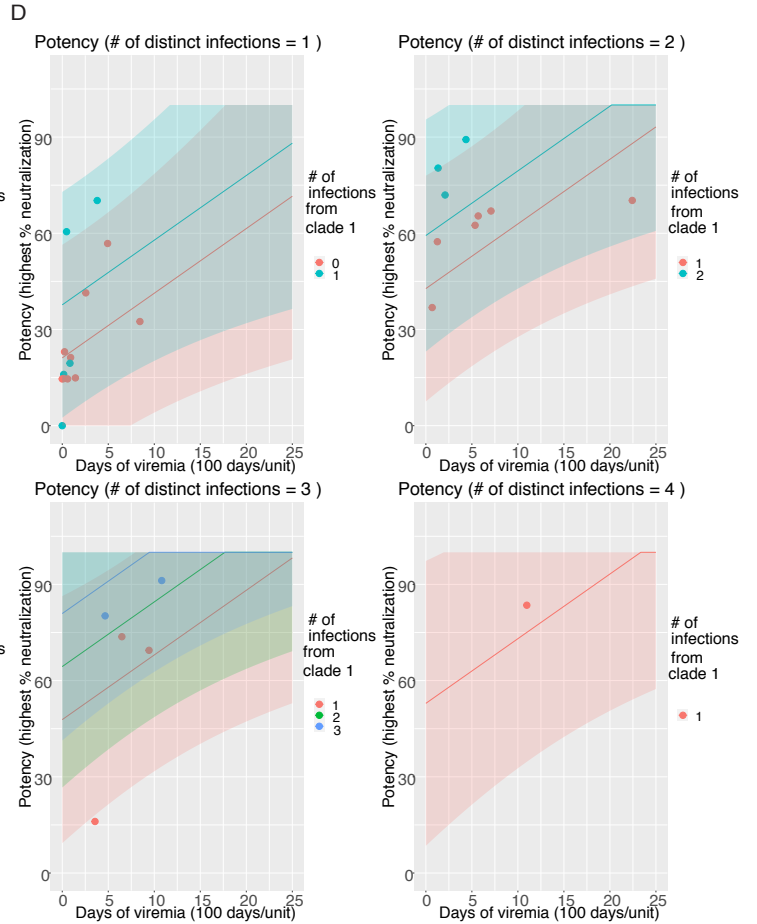 D
Potency (# of distinct infections = 1 )
Potency (highest % neutralization)
90
60
30
0
0 5 10 15 20 25
Days of viremia (100 days/unit)
# of
infections
from
clade 1
0
1
Potency (# of distinct infections = 2 )
Potency (highest % neutralization)
90
60
30
0
0 5 10 15 20 25
Days of viremia (100 days/unit)
# of
infections
from
clade 1
1
2
Potency (# of distinct infections = 3 )
Potency (highest % neutralization)
90
60
30
0
0 5 10 15 20 25
Days of viremia (100 days/unit)
# of
infections
from
clade 1
1
2
3
Potency (# of distinct infections = 4 )
Potency (highest % neutralization)
90
60
30
0
0 5 10 15 20 25
Days of viremia (100 days/unit)
# of
infections
from
clade 1
1